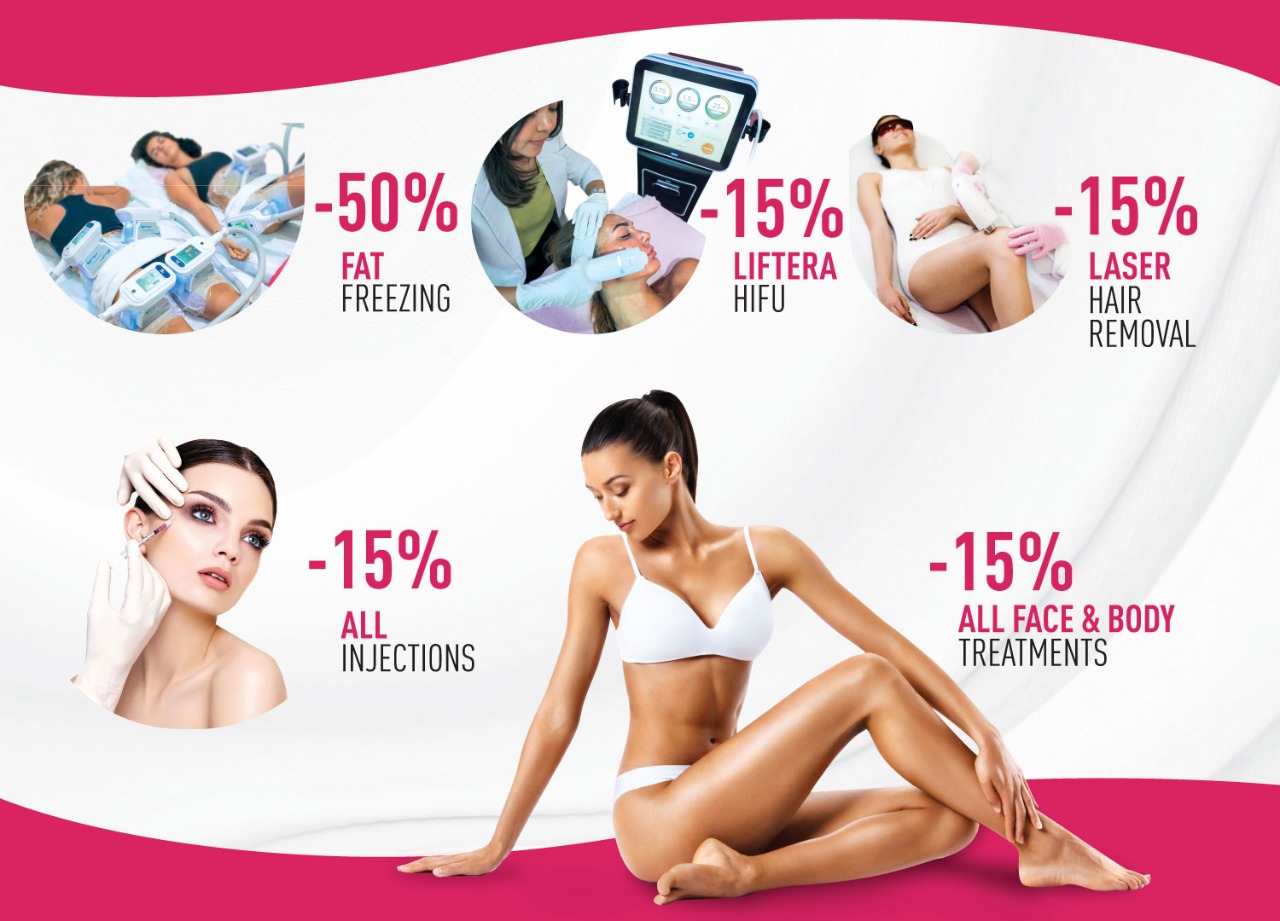 -50%
FAT
FREEZING
-15%
LIFTERA
HIFU
-15%
LASER
HAIR
REMOVAL
-15%
ALL
INJECTIONS
-15%
ALL FACE & BODY
TREATMENTS